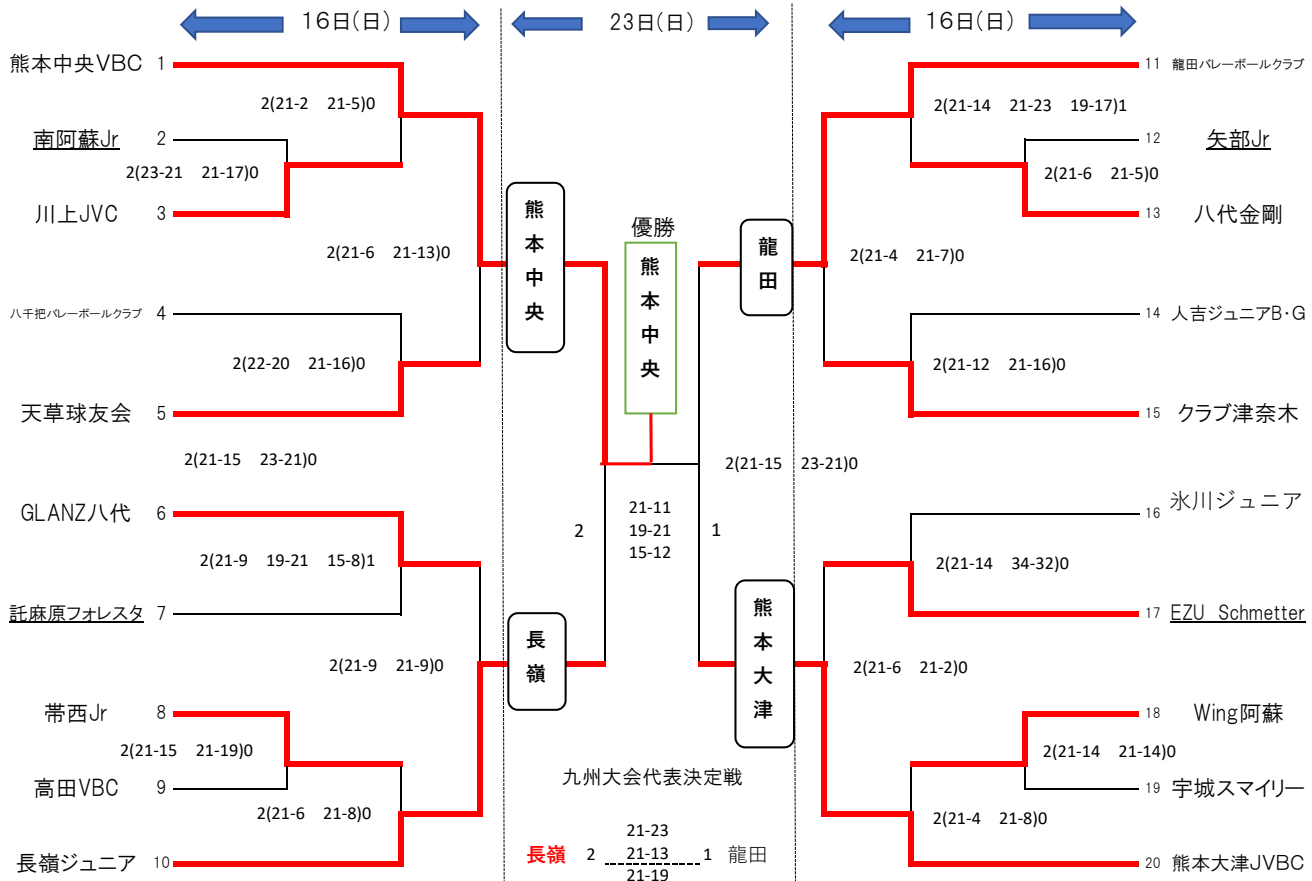 16日(日)
23日(日)
16日(日)
熊本中央VBC 1
2(21-2 21-5)0
南阿蘇Jr 2
2(23-21 21-17)0
川上JVC 3
2(21-6 21-13)0
八千把バレーボールクラブ 4
2(22-20 21-16)0
天草球友会 5
2(21-15 23-21)0
GLANZ八代 6
2(21-9 19-21 15-8)1
託麻原フォレスタ 7
2(21-9 21-9)0
帯西Jr 8
2(21-15 21-19)0
高田VBC 9
2(21-6 21-8)0
長嶺ジュニア 10
熊本中央
長嶺
優勝
熊本中央
龍田
熊本大津
2(21-15 23-21)0
21-11
2 19-21 1
15-12
九州大会代表決定戦
21-23
長嶺 2 21-13 1 龍田
21-19
11 龍田バレーボールクラブ
2(21-14 21-23 19-17)1
12 矢部Jr
2(21-6 21-5)0
13 八代金剛
2(21-4 21-7)0
14 人吉ジュニアB・G
2(21-12 21-16)0
15 クラブ津奈木
16 氷川ジュニア
2(21-14 34-32)0
17 EZU Schmetter
2(21-6 21-2)0
18 Wing阿蘇
2(21-14 21-14)0
19 宇城スマイリー
2(21-4 21-8)0
20 熊本大津JVBC